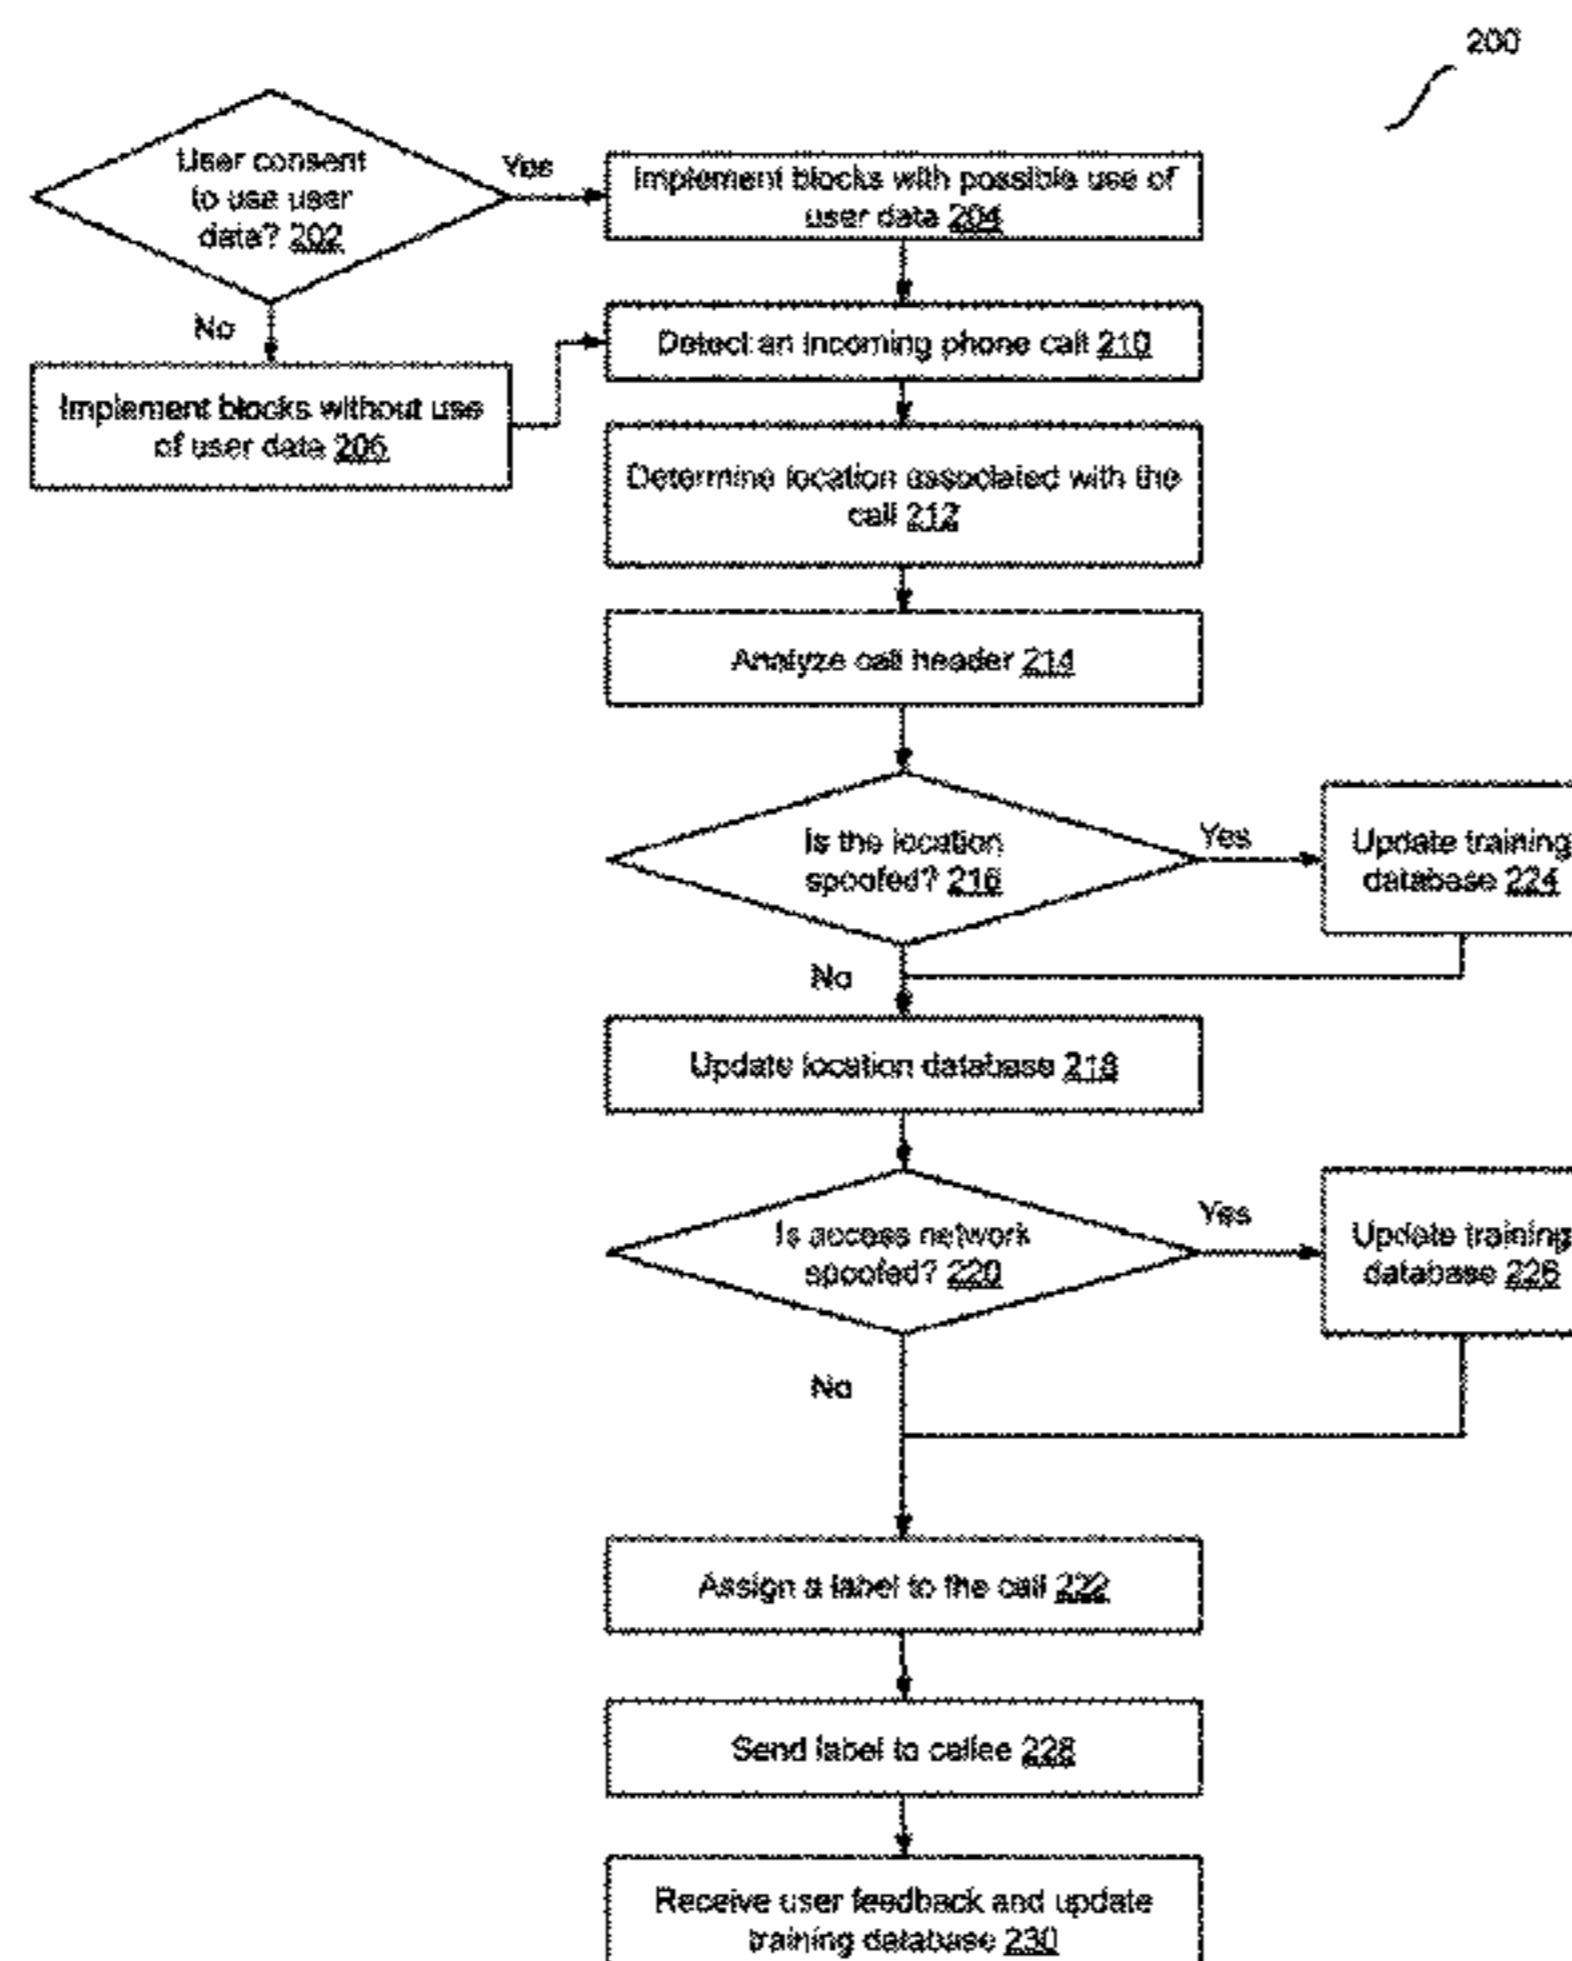 200
User consent
to use user
data? 202
Yes
Implement blocks with possible use of
user data 204
No
Detect an incoming phone call 210
Implement blocks without use
of user data 206
Determine location associated with the
call 212
Analyze call header 214
Is the location
spoofed? 216
Yes
Update training
database 224
No
Update location database 218
Is access network
spoofed? 220
Yes
Update training
database 226
No
Assign a label to the call 222
Send label to callee 228
Receive user feedback and update
training database 230